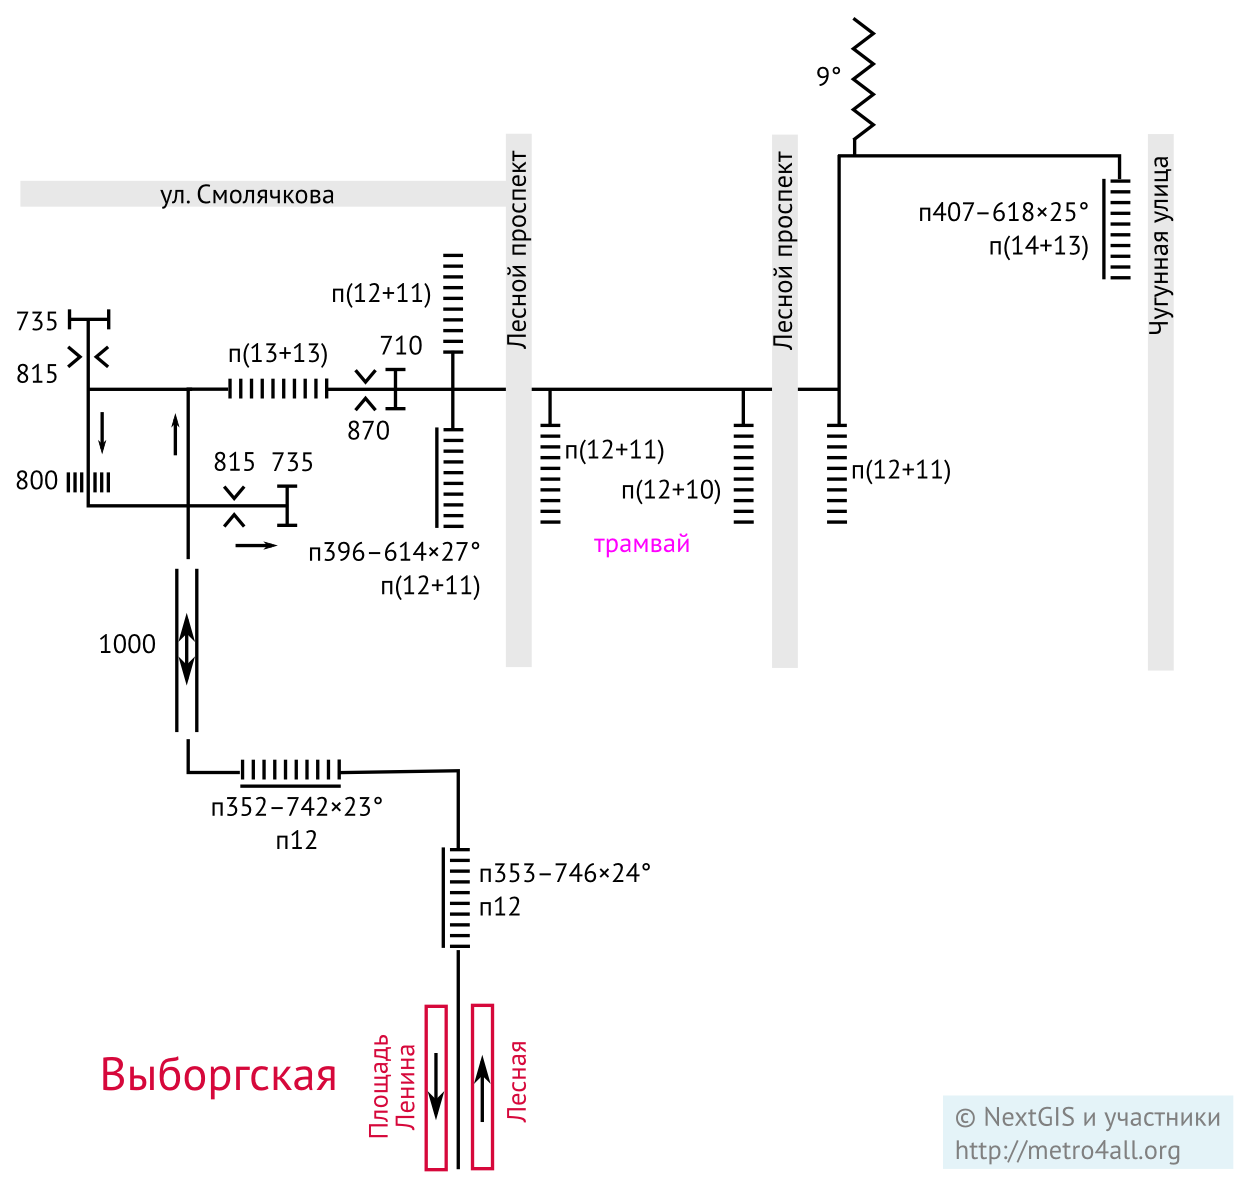 9°
ул. Смолячкова
Лесной проспект
Лесной проспект
Чугунная улица
п407–618×25°
п(14+13)
п(12+11)
735
815
п(13+13)
710
870
800
815
735
п(12+11)
п(12+10)
п(12+11)
трамвай
п396–614×27°
п(12+11)
1000
п352–742×23°
п12
п353–746×24°
п12
Выборгская
Площадь
Ленина
Лесная
© NextGIS и участники
http://metro4all.org